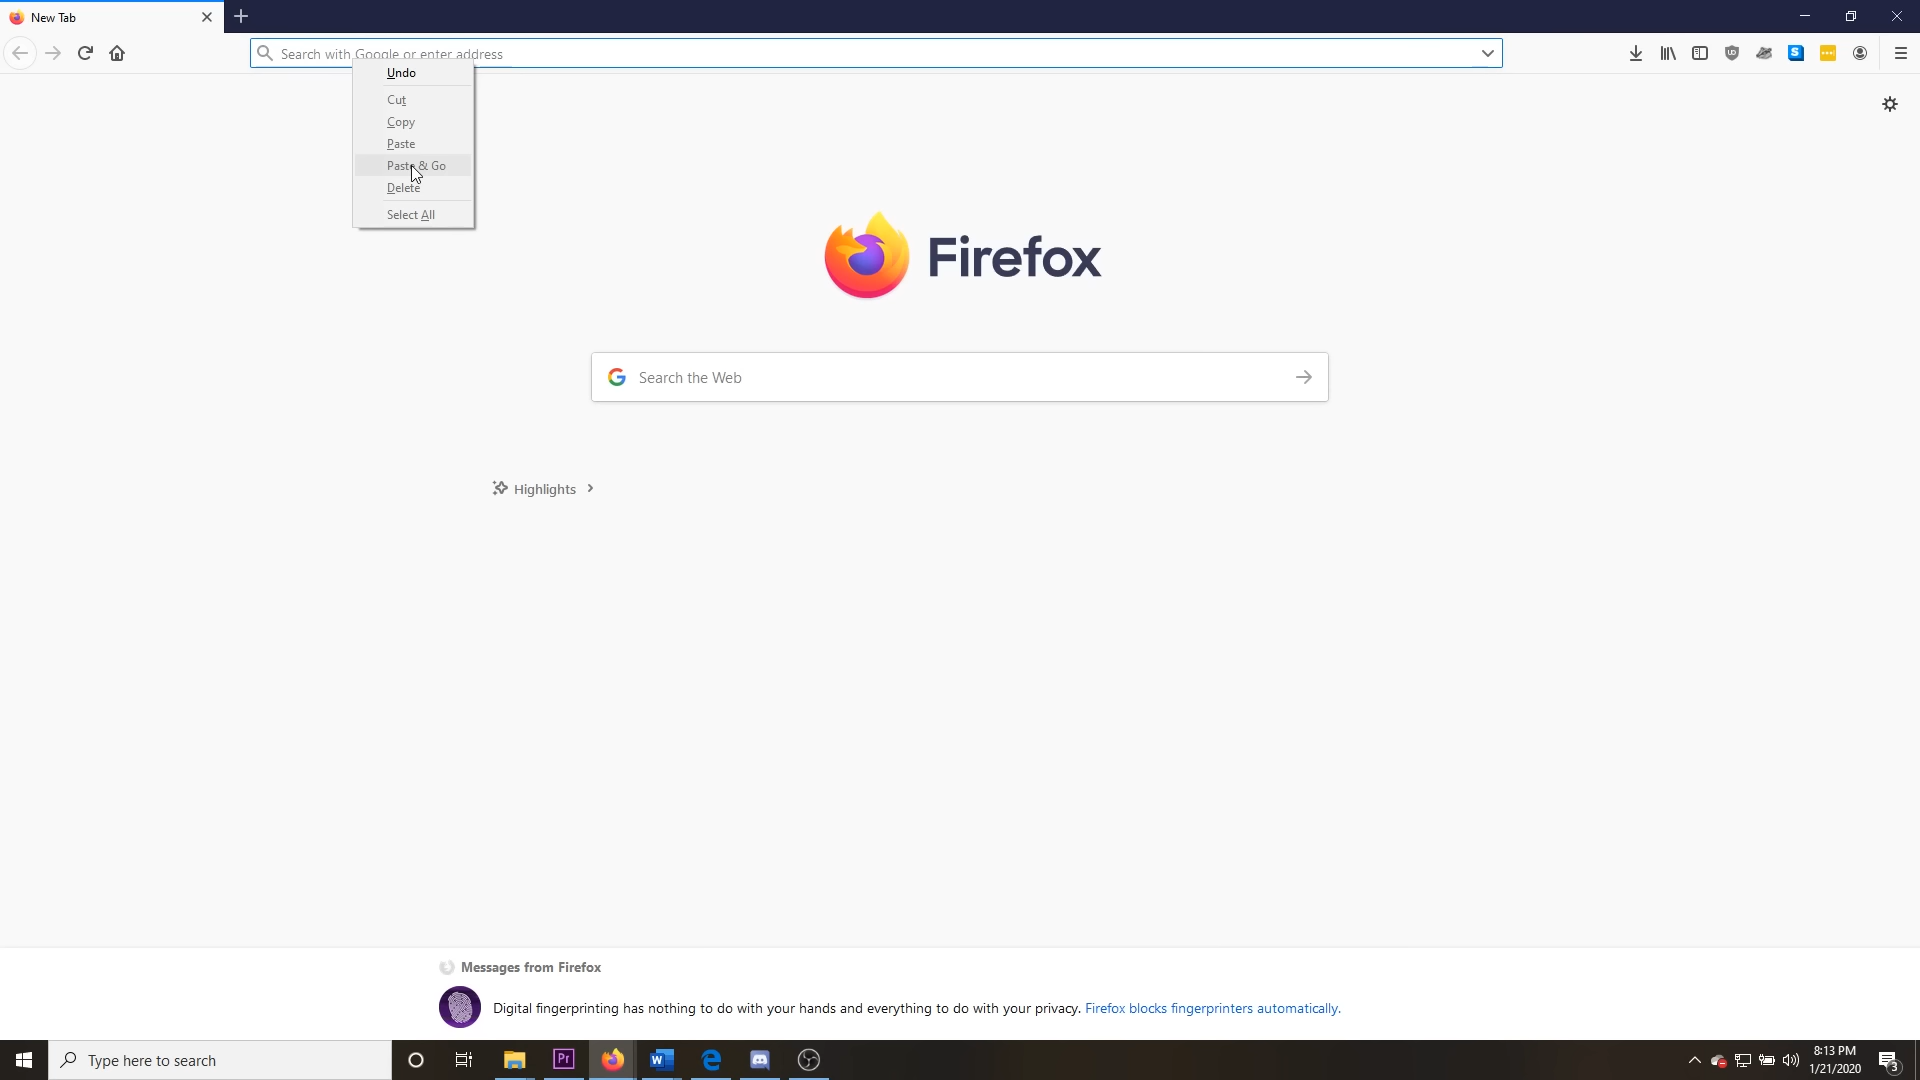 New Tab
Search with Google or enter address
Undo
Cut
Copy
Paste
Paste & Go
Delete
Select All
Firefox
Search the Web
Highlights
Messages from Firefox
Digital fingerprinting has nothing to do with your hands and everything to do with your privacy. Firefox blocks fingerprinters automatically.
Type here to search
Pr
W
8:13 PM
1/21/2020
3